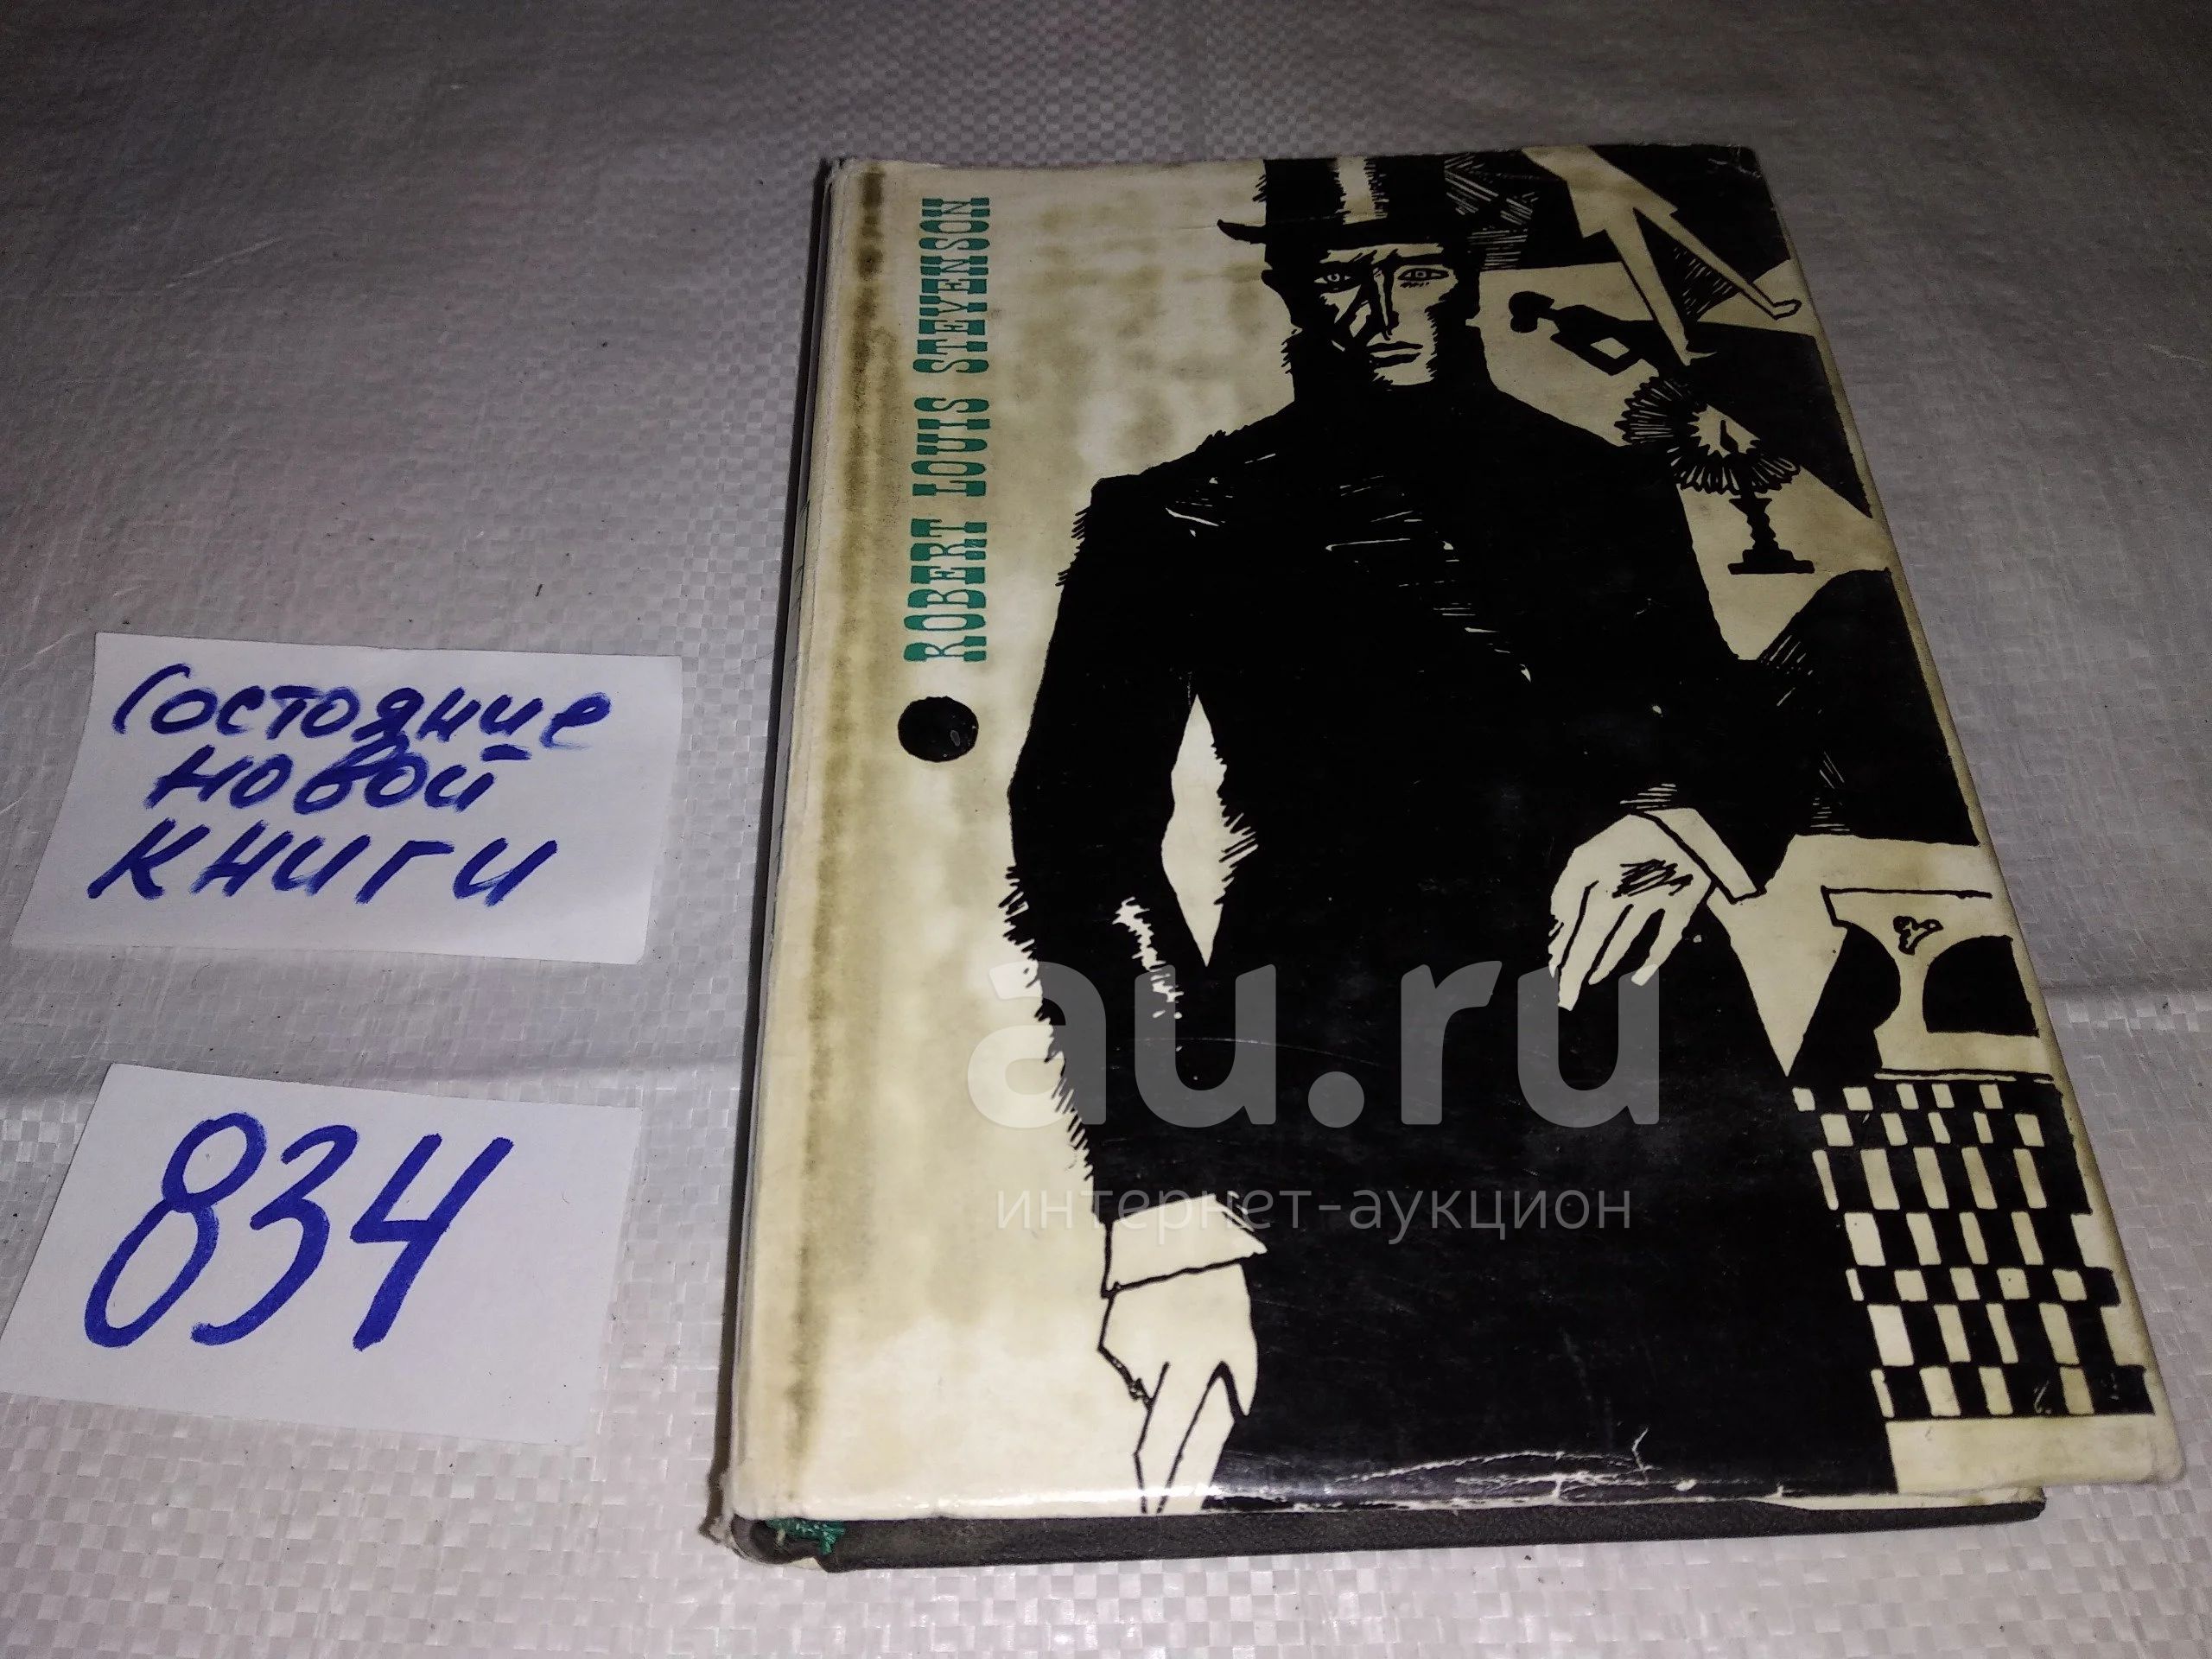 Состояние
новой
книги
834
ROBERT LOUIS STEVENSON
au.ru
интернет-аукцион